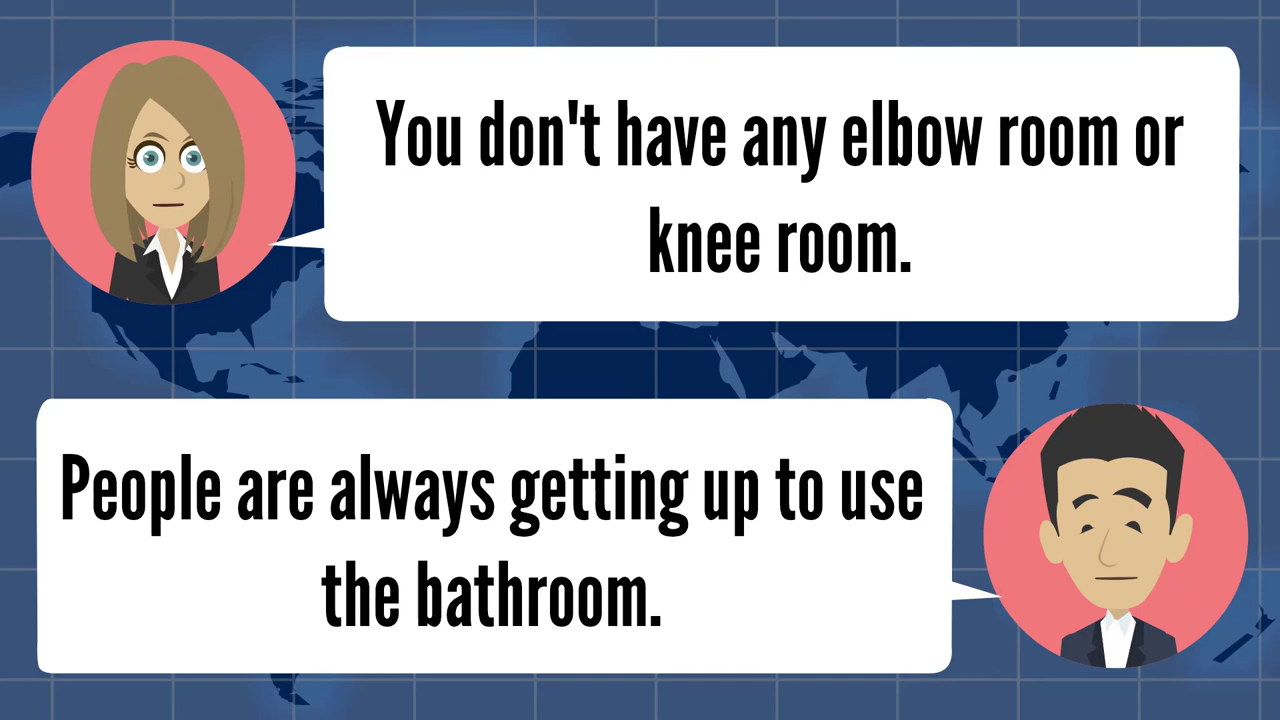 You don't have any elbow room or
knee room.
People are always getting up to use
the bathroom.